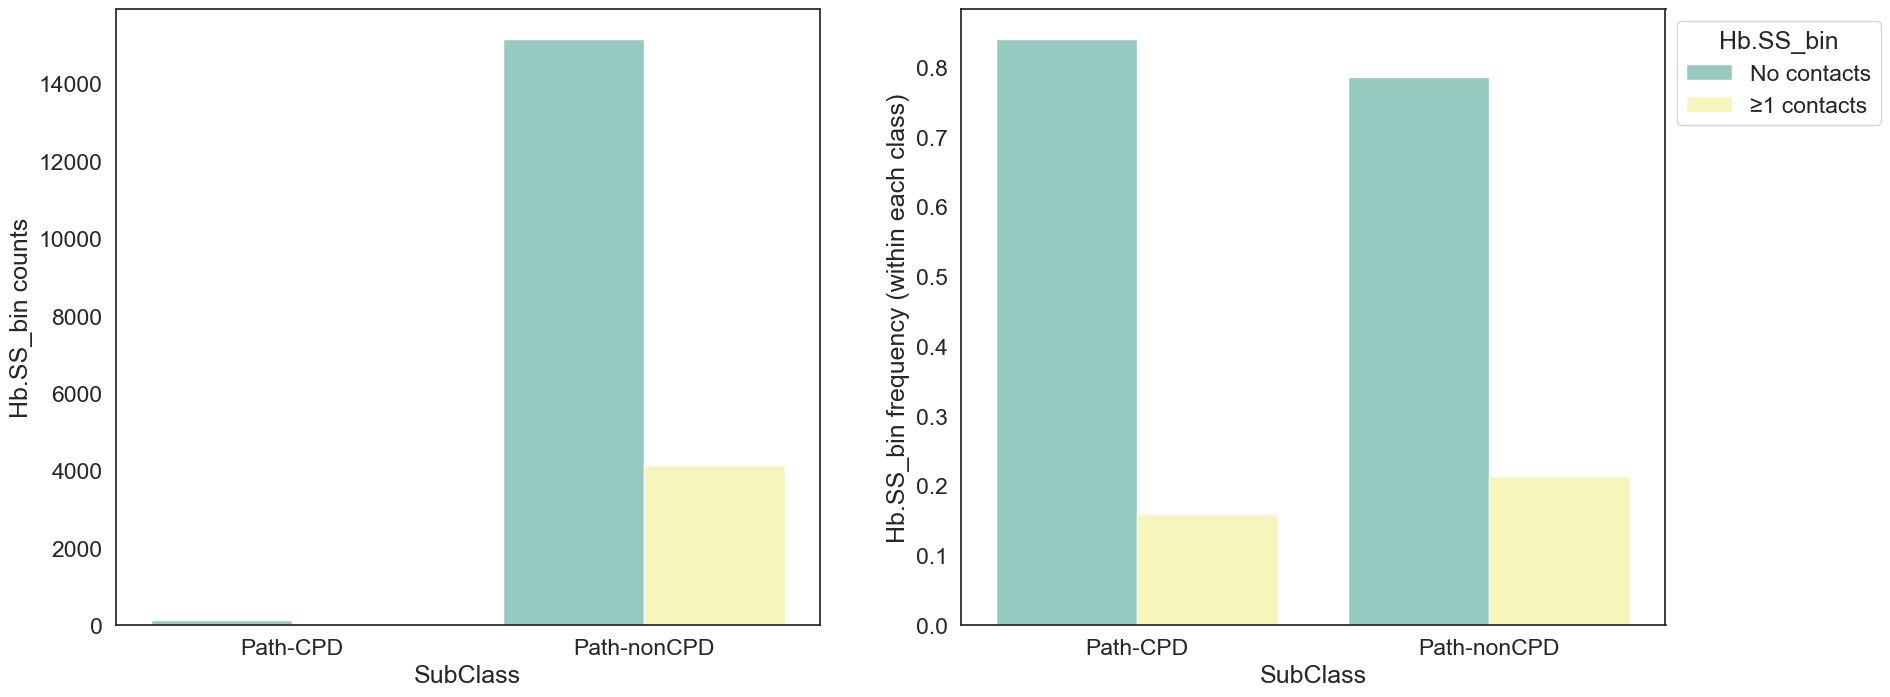 Hb.SS_bin counts
14000
12000
10000
8000
6000
4000
2000
0
Path-CPD
Path-nonCPD
SubClass
Hb.SS_bin frequency (within each class)
0.8
0.7
0.6
0.5
0.4
0.3
0.2
0.1
0.0
Path-CPD
Path-nonCPD
SubClass
Hb.SS_bin
No contacts
≥1 contacts